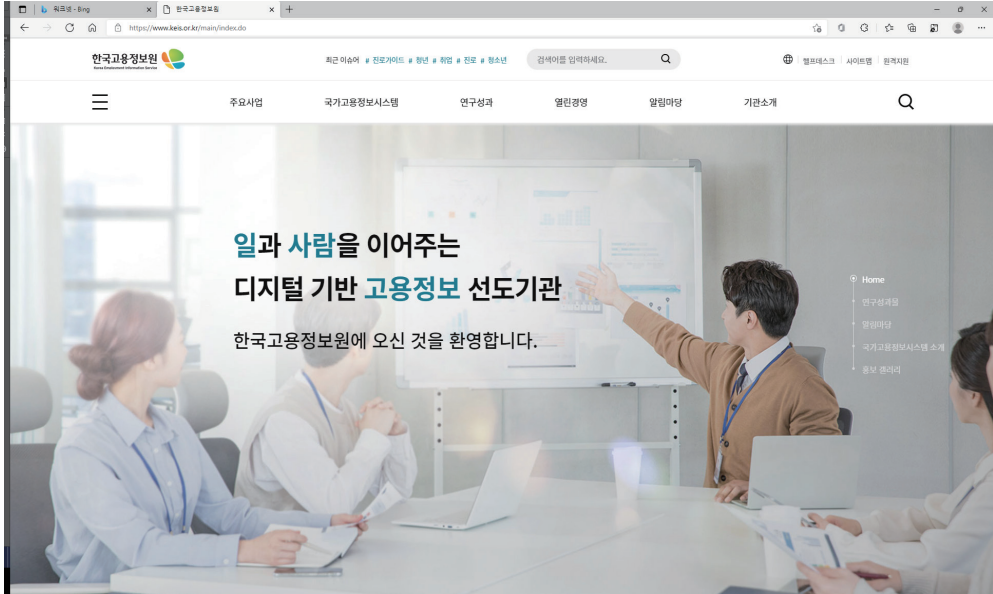 워크넷 - Bing
한국고용정보원
https://www.keis.or.kr/main/index.do
한국고용정보원
Korea Employment Information Service
최근 이슈어 # 진로가이드 # 청년 # 취업 # 진로 # 청소년
검색어를 입력하세요.
헬프데스크 사이트맵 원격지원
주요사업 국가고용정보시스템 연구성과 열린경영 알림마당 기관소개
일과 사람을 이어주는
디지털 기반 고용정보 선도기관
한국고용정보원에 오신 것을 환영합니다.
Home
연구성과물
알림마당
국가고용정보시스템 소개
홍보 갤러리